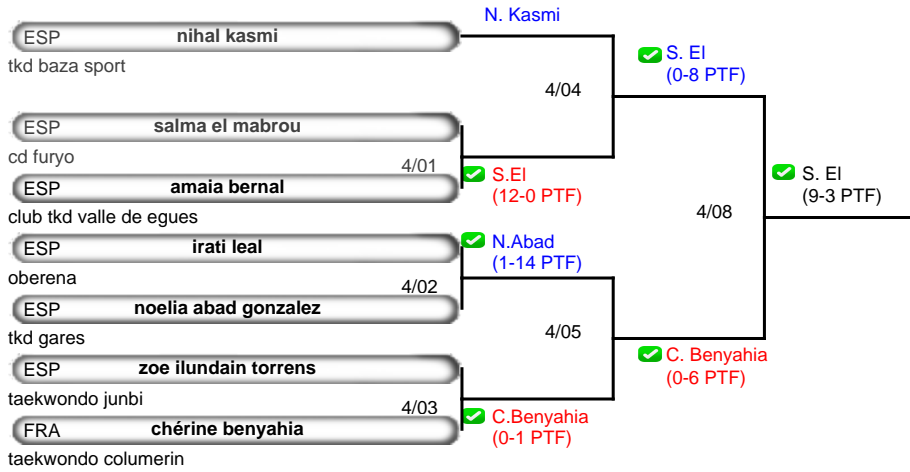 N. Kasmi
ESP nihal kasmi
tkd baza sport
S. El
(0-8 PTF)
4/04
ESP salma el mabrou
cd furyo
4/01
S.El
(12-0 PTF)
ESP amaia bernal
club tkd valle de egues
S. El
(9-3 PTF)
4/08
ESP irati leal
oberena
N.Abad
(1-14 PTF)
4/02
ESP noelia abad gonzalez
tkd gares
4/05
C. Benyahia
(0-6 PTF)
ESP zoe ilundain torrens
taekwondo junbi
4/03
C.Benyahia
(0-1 PTF)
FRA chérine benyahia
taekwondo columerin